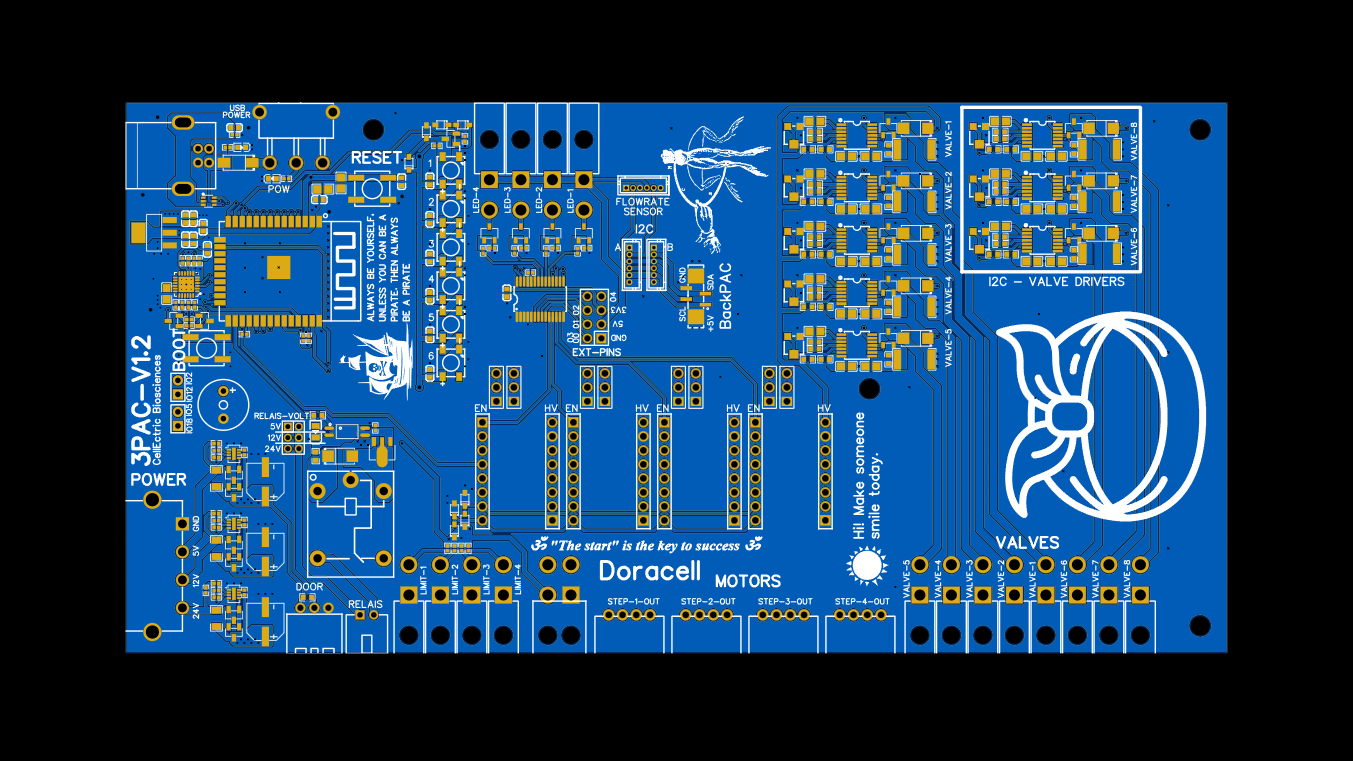 USB
POWER
POW
RESET
1
2
3
4
5
6
ALWAYS BE YOURSELF.
UNLESS YOU CAN BE A
PIRATE. THEN ALWAYS
BE A PIRATE
LED-4
LED-3
LED-2
LED-1
FLOWRATE
SENSOR
I2C
A
B
GND
SDA
SCL
+5V
BackPAC
O4
3V3
5V
GND
O2
O1
O3
O0
EXT-PINS
VALVE-1
VALVE-2
VALVE-3
VALVE-4
VALVE-5
VALVE-8
VALVE-7
VALVE-6
I2C - VALVE DRIVERS
3PAC-V1.2
CellEctric Biosciences
BOOT
IO2
IO12
IO5
IO18
+
RELAIS-VOLT
5V
12V
24V
POWER
GND
5V
12V
24V
DOOR
RELAIS
EN
HV
EN
HV
EN
HV
EN
HV
ॐ "The start" is the key to success ॐ
Doracell
MOTORS
LIMIT-1
LIMIT-2
LIMIT-3
LIMIT-4
STEP-1-OUT
STEP-2-OUT
STEP-3-OUT
STEP-4-OUT
Hi! Make someone
smile today.
VALVES
VALVE-5
VALVE-4
VALVE-3
VALVE-2
VALVE-1
VALVE-6
VALVE-7
VALVE-8